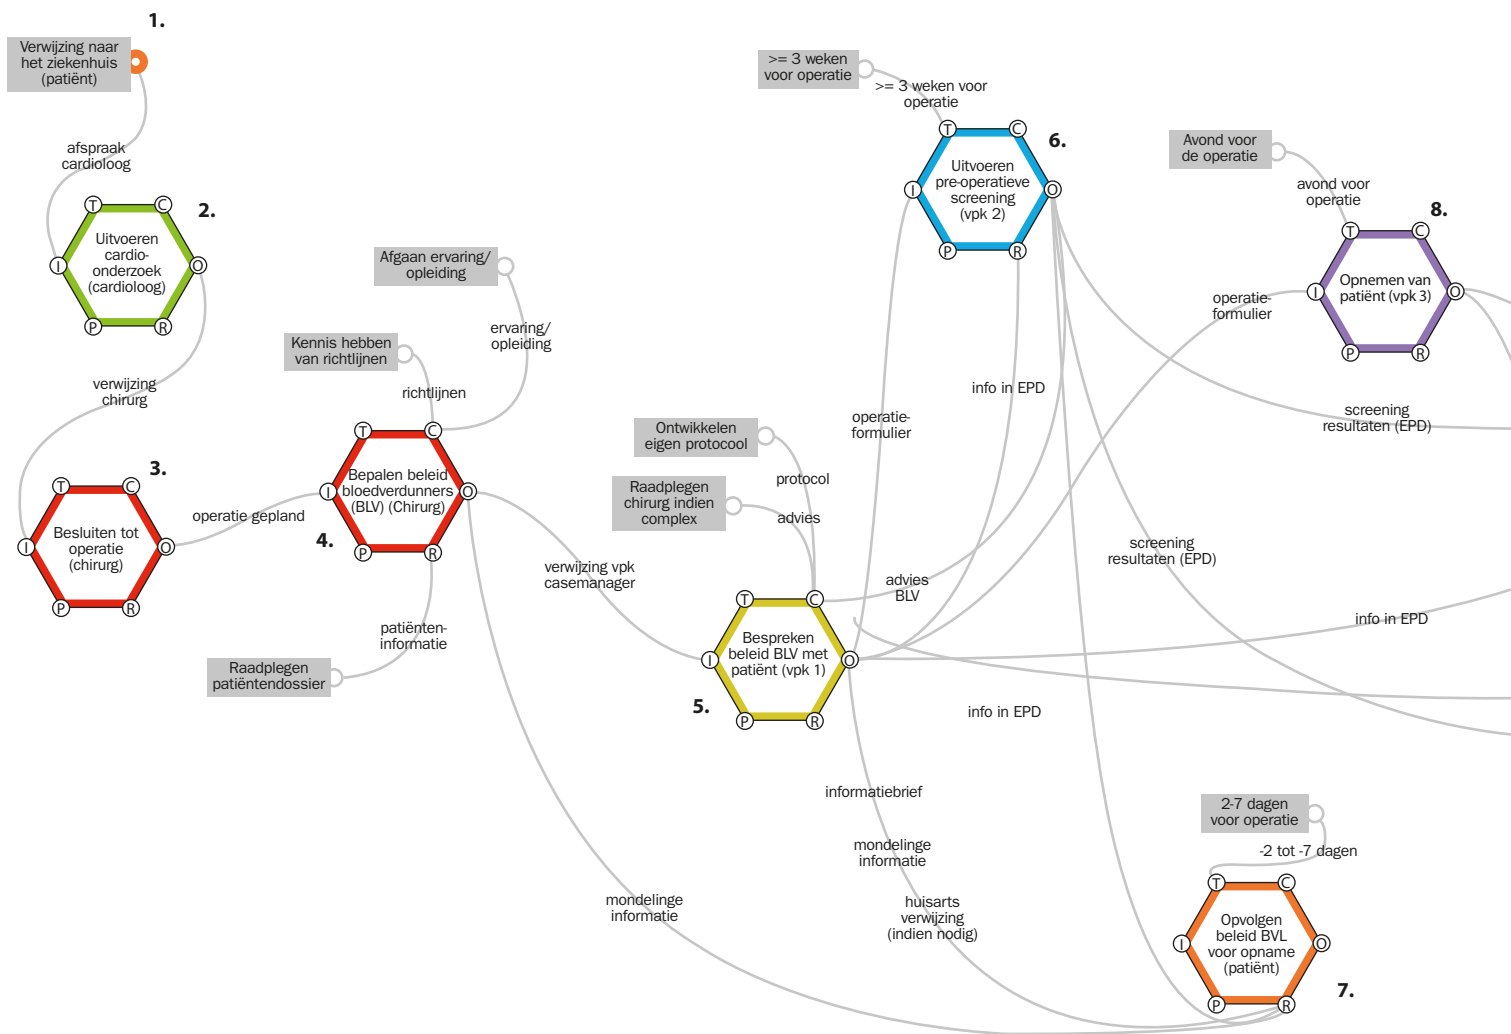 1.
Verwijzing naar
het ziekenhuis
(patiënt)
afspraak
cardioloog
2.
T
C
I
Uitvoeren
cardio-
onderzoek
(cardioloog)
O
P
R
verwijzing
chirurg
3.
T
C
I
Besluiten tot
operatie
(chirurg)
O
P
R
operatie gepland
Afgaan ervaring/
opleiding
ervaring/
opleiding
Kennis hebben
van richtlijnen
richtlijnen
4.
T
C
I
Bepalen beleid
bloedverdunners
(BLV) (Chirurg)
O
P
R
patiënten-
informatie
Raadplegen
patiëntendossier
verwijzing vpk
casemanager
mondelinge
informatie
Ontwikkelen
eigen protocool
protocol
Raadplegen
chirurg indien
complex
advies
5.
T
C
I
Bespreken
beleid BLV met
patiënt (vpk 1)
O
P
R
operatie-
formulier
info in EPD
advies
BLV
info in EPD
informatiebrief
mondelinge
informatie
huisarts
verwijzing
(indien nodig)
>= 3 weken
voor operatie
>= 3 weken voor
operatie
6.
T
C
I
Uitvoeren
pre-operatieve
screening
(vpk 2)
O
P
R
screening
resultaten (EPD)
screening
resultaten (EPD)
info in EPD
operatie-
formulier
2-7 dagen
voor operatie
-2 tot -7 dagen
7.
T
C
I
Opvolgen
beleid BVL
voor opname
(patiënt)
O
P
R
Avond voor
de operatie
avond voor
operatie
8.
T
C
I
Opnemen van
patiënt (vpk 3)
O
P
R